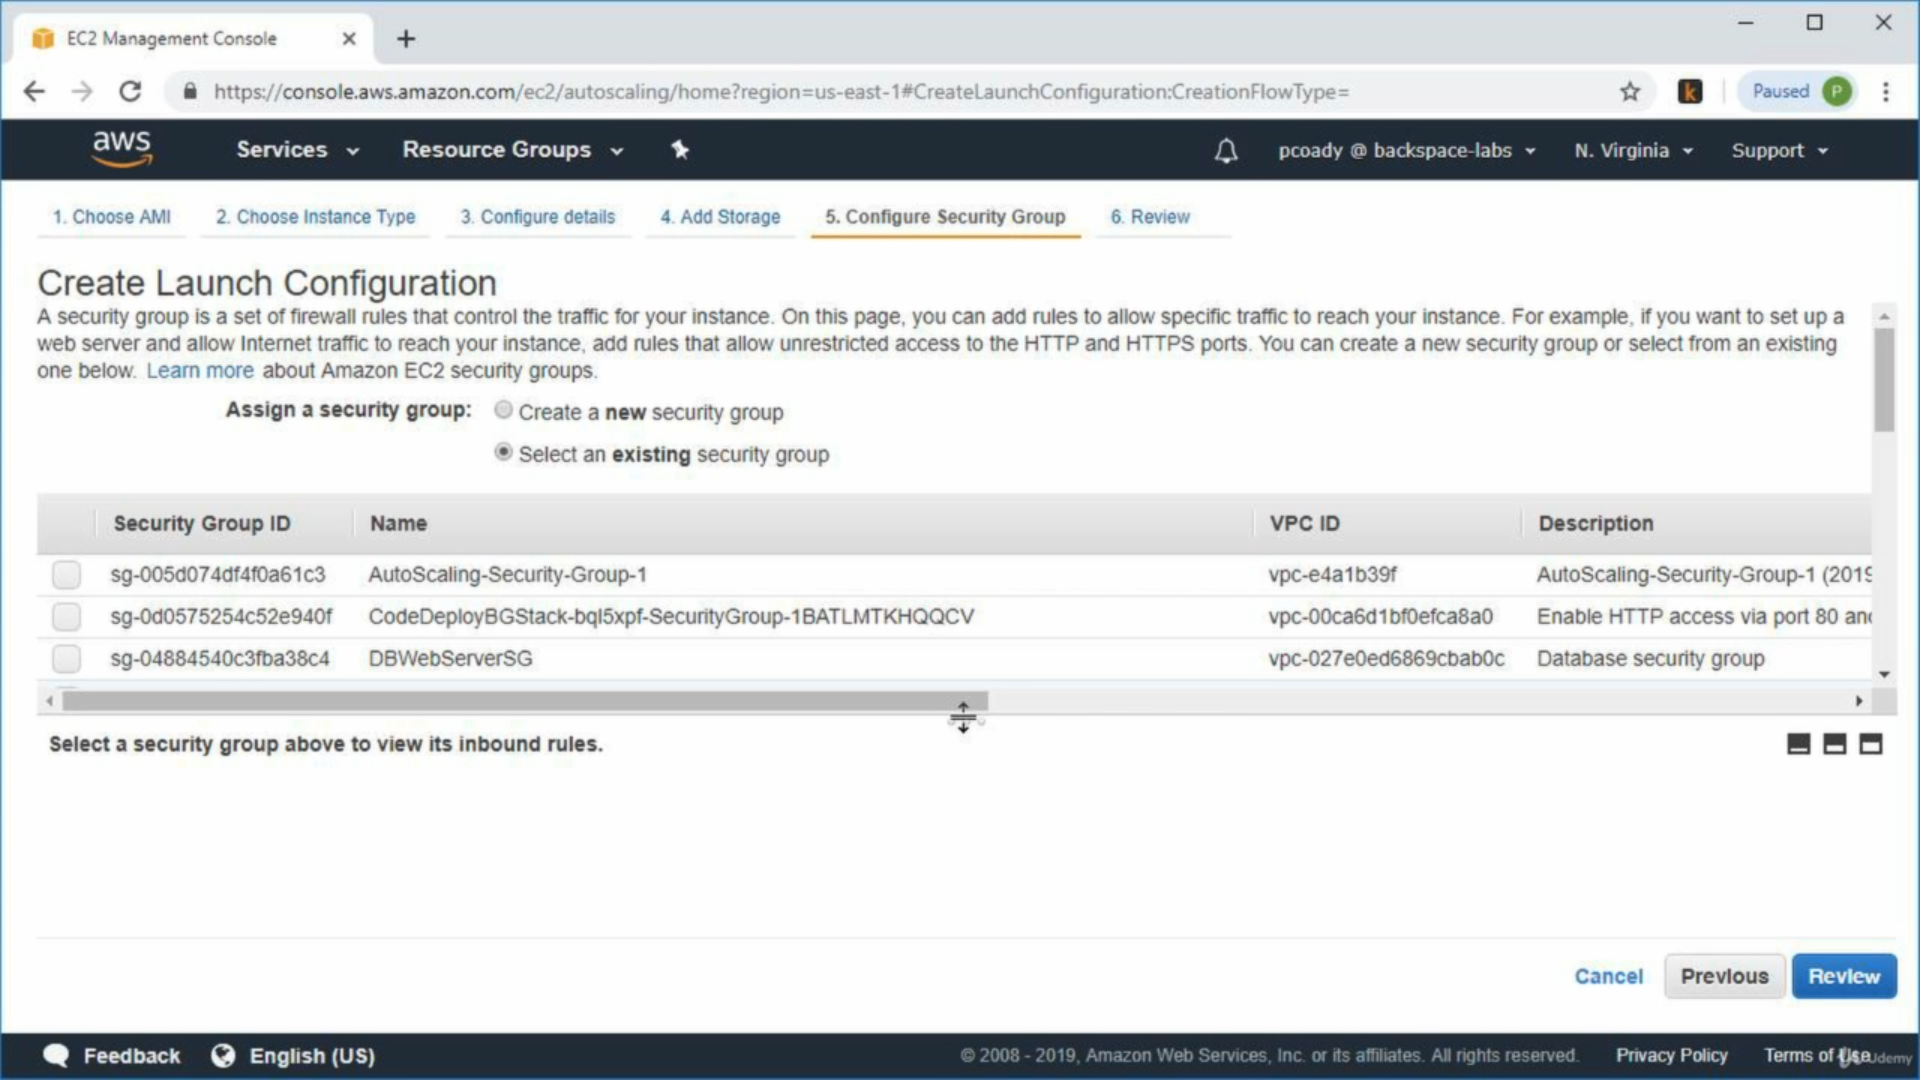 EC2 Management Console
https://console.aws.amazon.com/ec2/autoscaling/home?region=us-east-1#CreateLaunchConfiguration:CreationFlowType=
k
Paused
P
aws
Services
Resource Groups
pcoady @ backspace-labs
N. Virginia
Support
1. Choose AMI
2. Choose Instance Type
3. Configure details
4. Add Storage
5. Configure Security Group
6. Review
Create Launch Configuration
A security group is a set of firewall rules that control the traffic for your instance. On this page, you can add rules to allow specific traffic to reach your instance. For example, if you want to set up a
web server and allow Internet traffic to reach your instance, add rules that allow unrestricted access to the HTTP and HTTPS ports. You can create a new security group or select from an existing
one below. Learn more about Amazon EC2 security groups.
Assign a security group:
Create a new security group
Select an existing security group
Security Group ID Name VPC ID Description
sg-005d074df4f0a61c3 AutoScaling-Security-Group-1 vpc-e4a1b39f AutoScaling-Security-Group-1 (2019
sg-0d0575254c52e940f CodeDeployBGStack-bql5xpf-SecurityGroup-1BATLMTKHQQCV vpc-00ca6d1bf0efca8a0 Enable HTTP access via port 80 and
sg-04884540c3fba38c4 DBWebServerSG vpc-027e0ed6869cbab0c Database security group
Select a security group above to view its inbound rules.
Cancel
Previous
Review
Feedback
English (US)
© 2008 - 2019, Amazon Web Services, Inc. or its affiliates. All rights reserved.
Privacy Policy
Terms of Use
Udemy